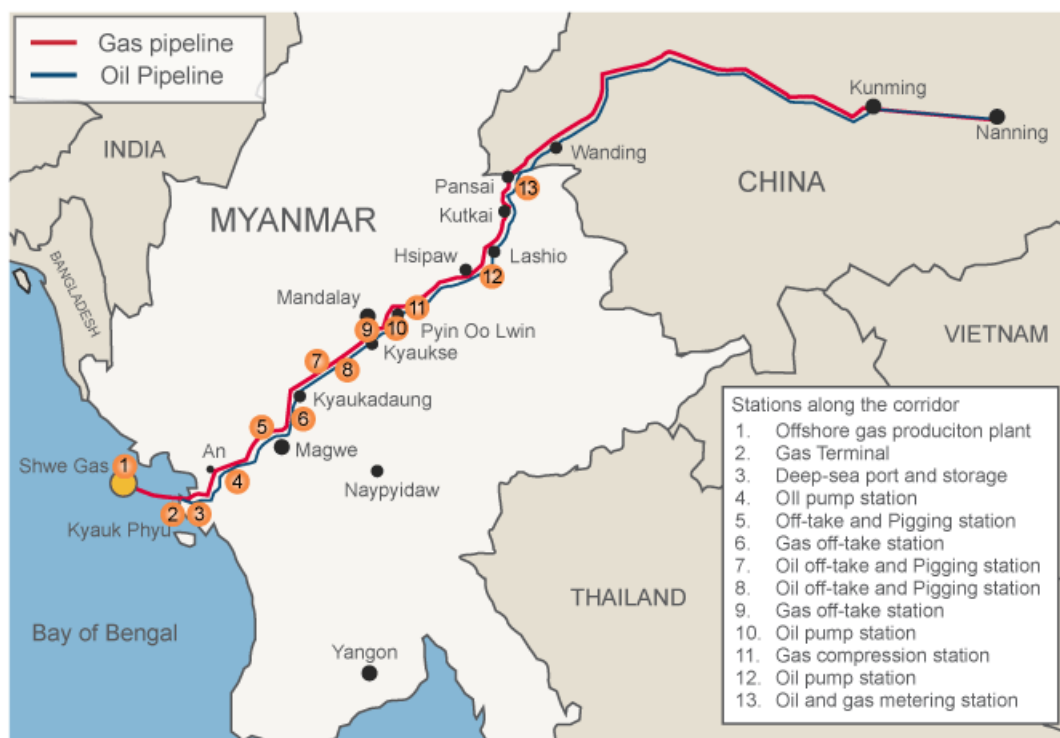 Gas pipeline
Oil Pipeline
INDIA
BANGLADESH
MYANMAR
CHINA
VIETNAM
THAILAND
Bay of Bengal
Kunming
Nanning
Wanding
Pansai
13
Kutkai
Hsipaw
Lashio
12
Mandalay
11
9
10
Pyin Oo Lwin
Kyaukse
7
8
Kyaukadaung
6
5
An
Magwe
Shwe Gas
1
4
Naypyidaw
2
3
Kyauk Phyu
Yangon
Stations along the corridor
1. Offshore gas produciton plant
2. Gas Terminal
3. Deep-sea port and storage
4. OIl pump station
5. Off-take and Pigging station
6. Gas off-take station
7. Oil off-take and Pigging station
8. Oil off-take and Pigging station
9. Gas off-take station
10. Oil pump station
11. Gas compression station
12. Oil pump station
13. Oil and gas metering station